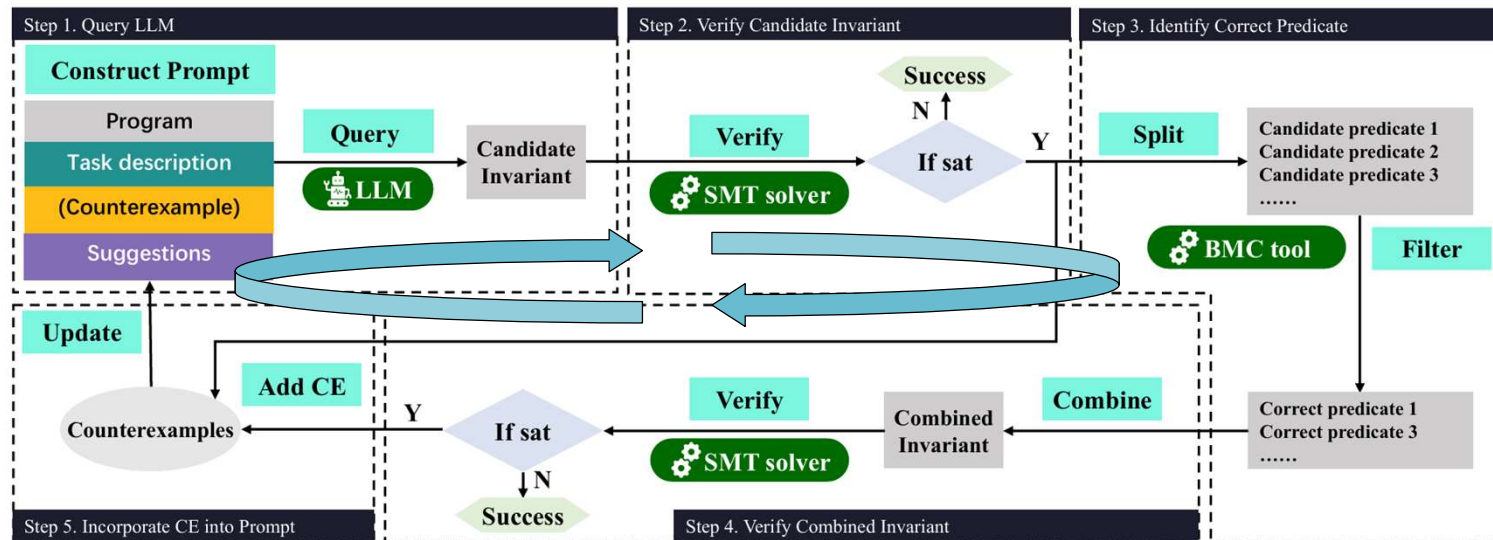 Step 1. Query LLM
Construct Prompt
Program
Task description
(Counterexample)
Suggestions
Query
LLM
Candidate
Invariant
Step 2. Verify Candidate Invariant
Verify
SMT solver
Success
N
If sat
Y
Step 3. Identify Correct Predicate
Split
Candidate predicate 1
Candidate predicate 2
Candidate predicate 3
......
BMC tool
Filter
Correct predicate 1
Correct predicate 3
......
Combine
Combined
Invariant
Verify
SMT solver
If sat
Y
N
Success
Step 4. Verify Combined Invariant
Add CE
Counterexamples
Update
Step 5. Incorporate CE into Prompt